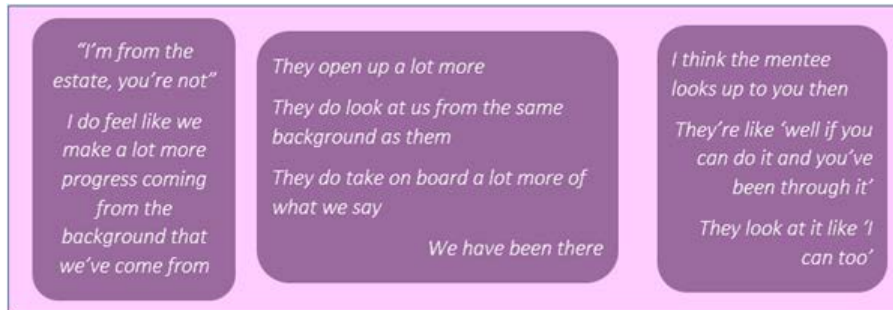 “I’m from the
estate, you’re not”
I do feel like we
make a lot more
progress coming
from the
background that
we’ve come from
They open up a lot more
They do look at us from the same
background as them
They do take on board a lot more of
what we say
We have been there
I think the mentee
looks up to you then
They’re like ‘well if you
can do it and you’ve
been through it’
They look at it like ‘I
can too’